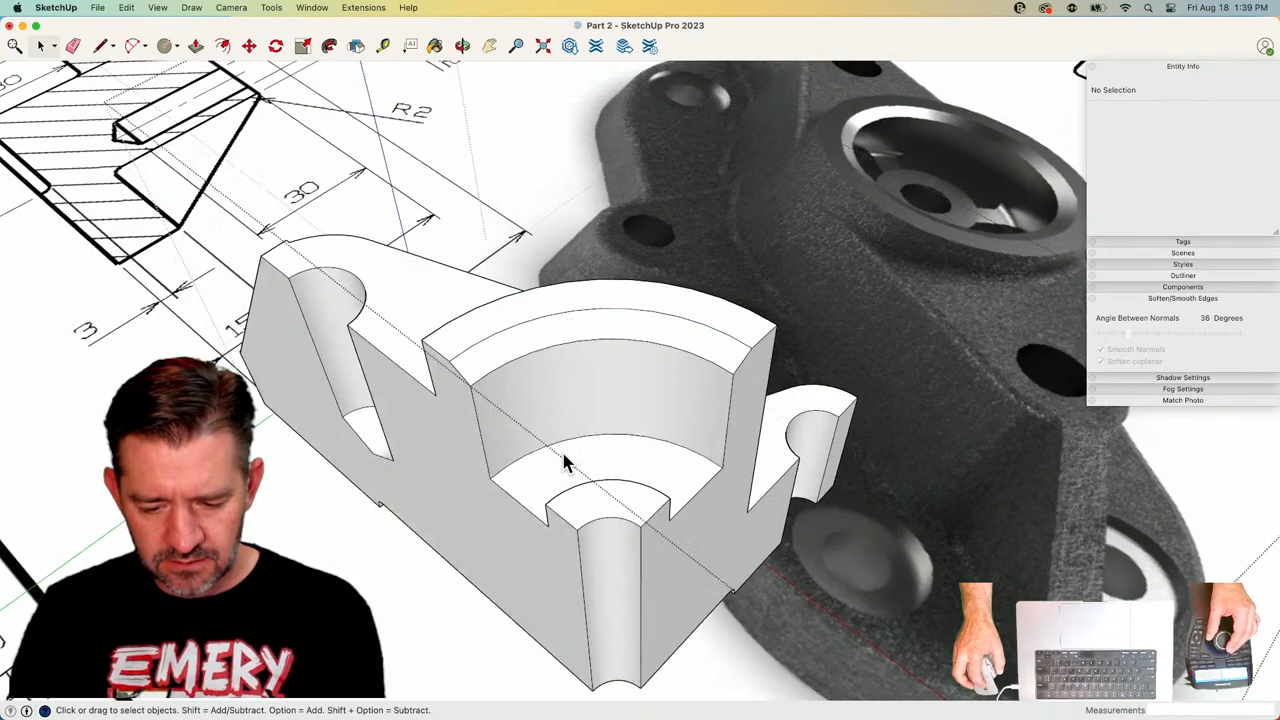 SketchUp File Edit View Draw Camera Tools Window Extensions Help Fri Aug 18 1:39 PM
Part 2 - SketchUp Pro 2023
Entity Info
No Selection
Tags
Scenes
Styles
Outliner
Components
Soften/Smooth Edges
Angle Between Normals 36 Degrees
Smooth Normals
Soften coplanar
Shadow Settings
Fog Settings
Match Photo
R2
30
3
15
EMERY
Click or drag to select objects. Shift = Add/Subtract. Option = Add. Shift + Option = Subtract.
Measurements